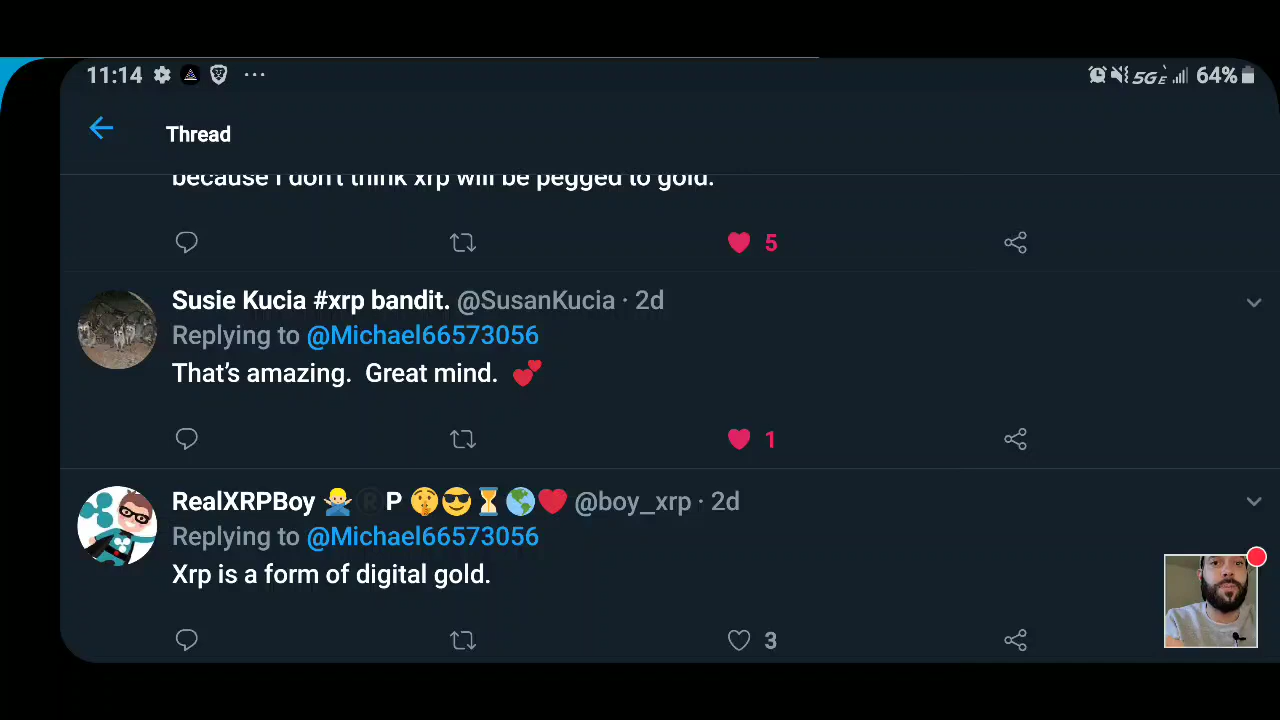 11:14 ... 5GE 64%
Thread
because I don't think xrp will be pegged to gold.
5
Susie Kucia #xrp bandit. @SusanKucia · 2d
Replying to @Michael66573056
That’s amazing. Great mind. 💕
1
RealXRPBoy 🙅‍♂️ ®️ P 🤫😎⏳🌎❤️ @boy_xrp · 2d
Replying to @Michael66573056
Xrp is a form of digital gold.
3